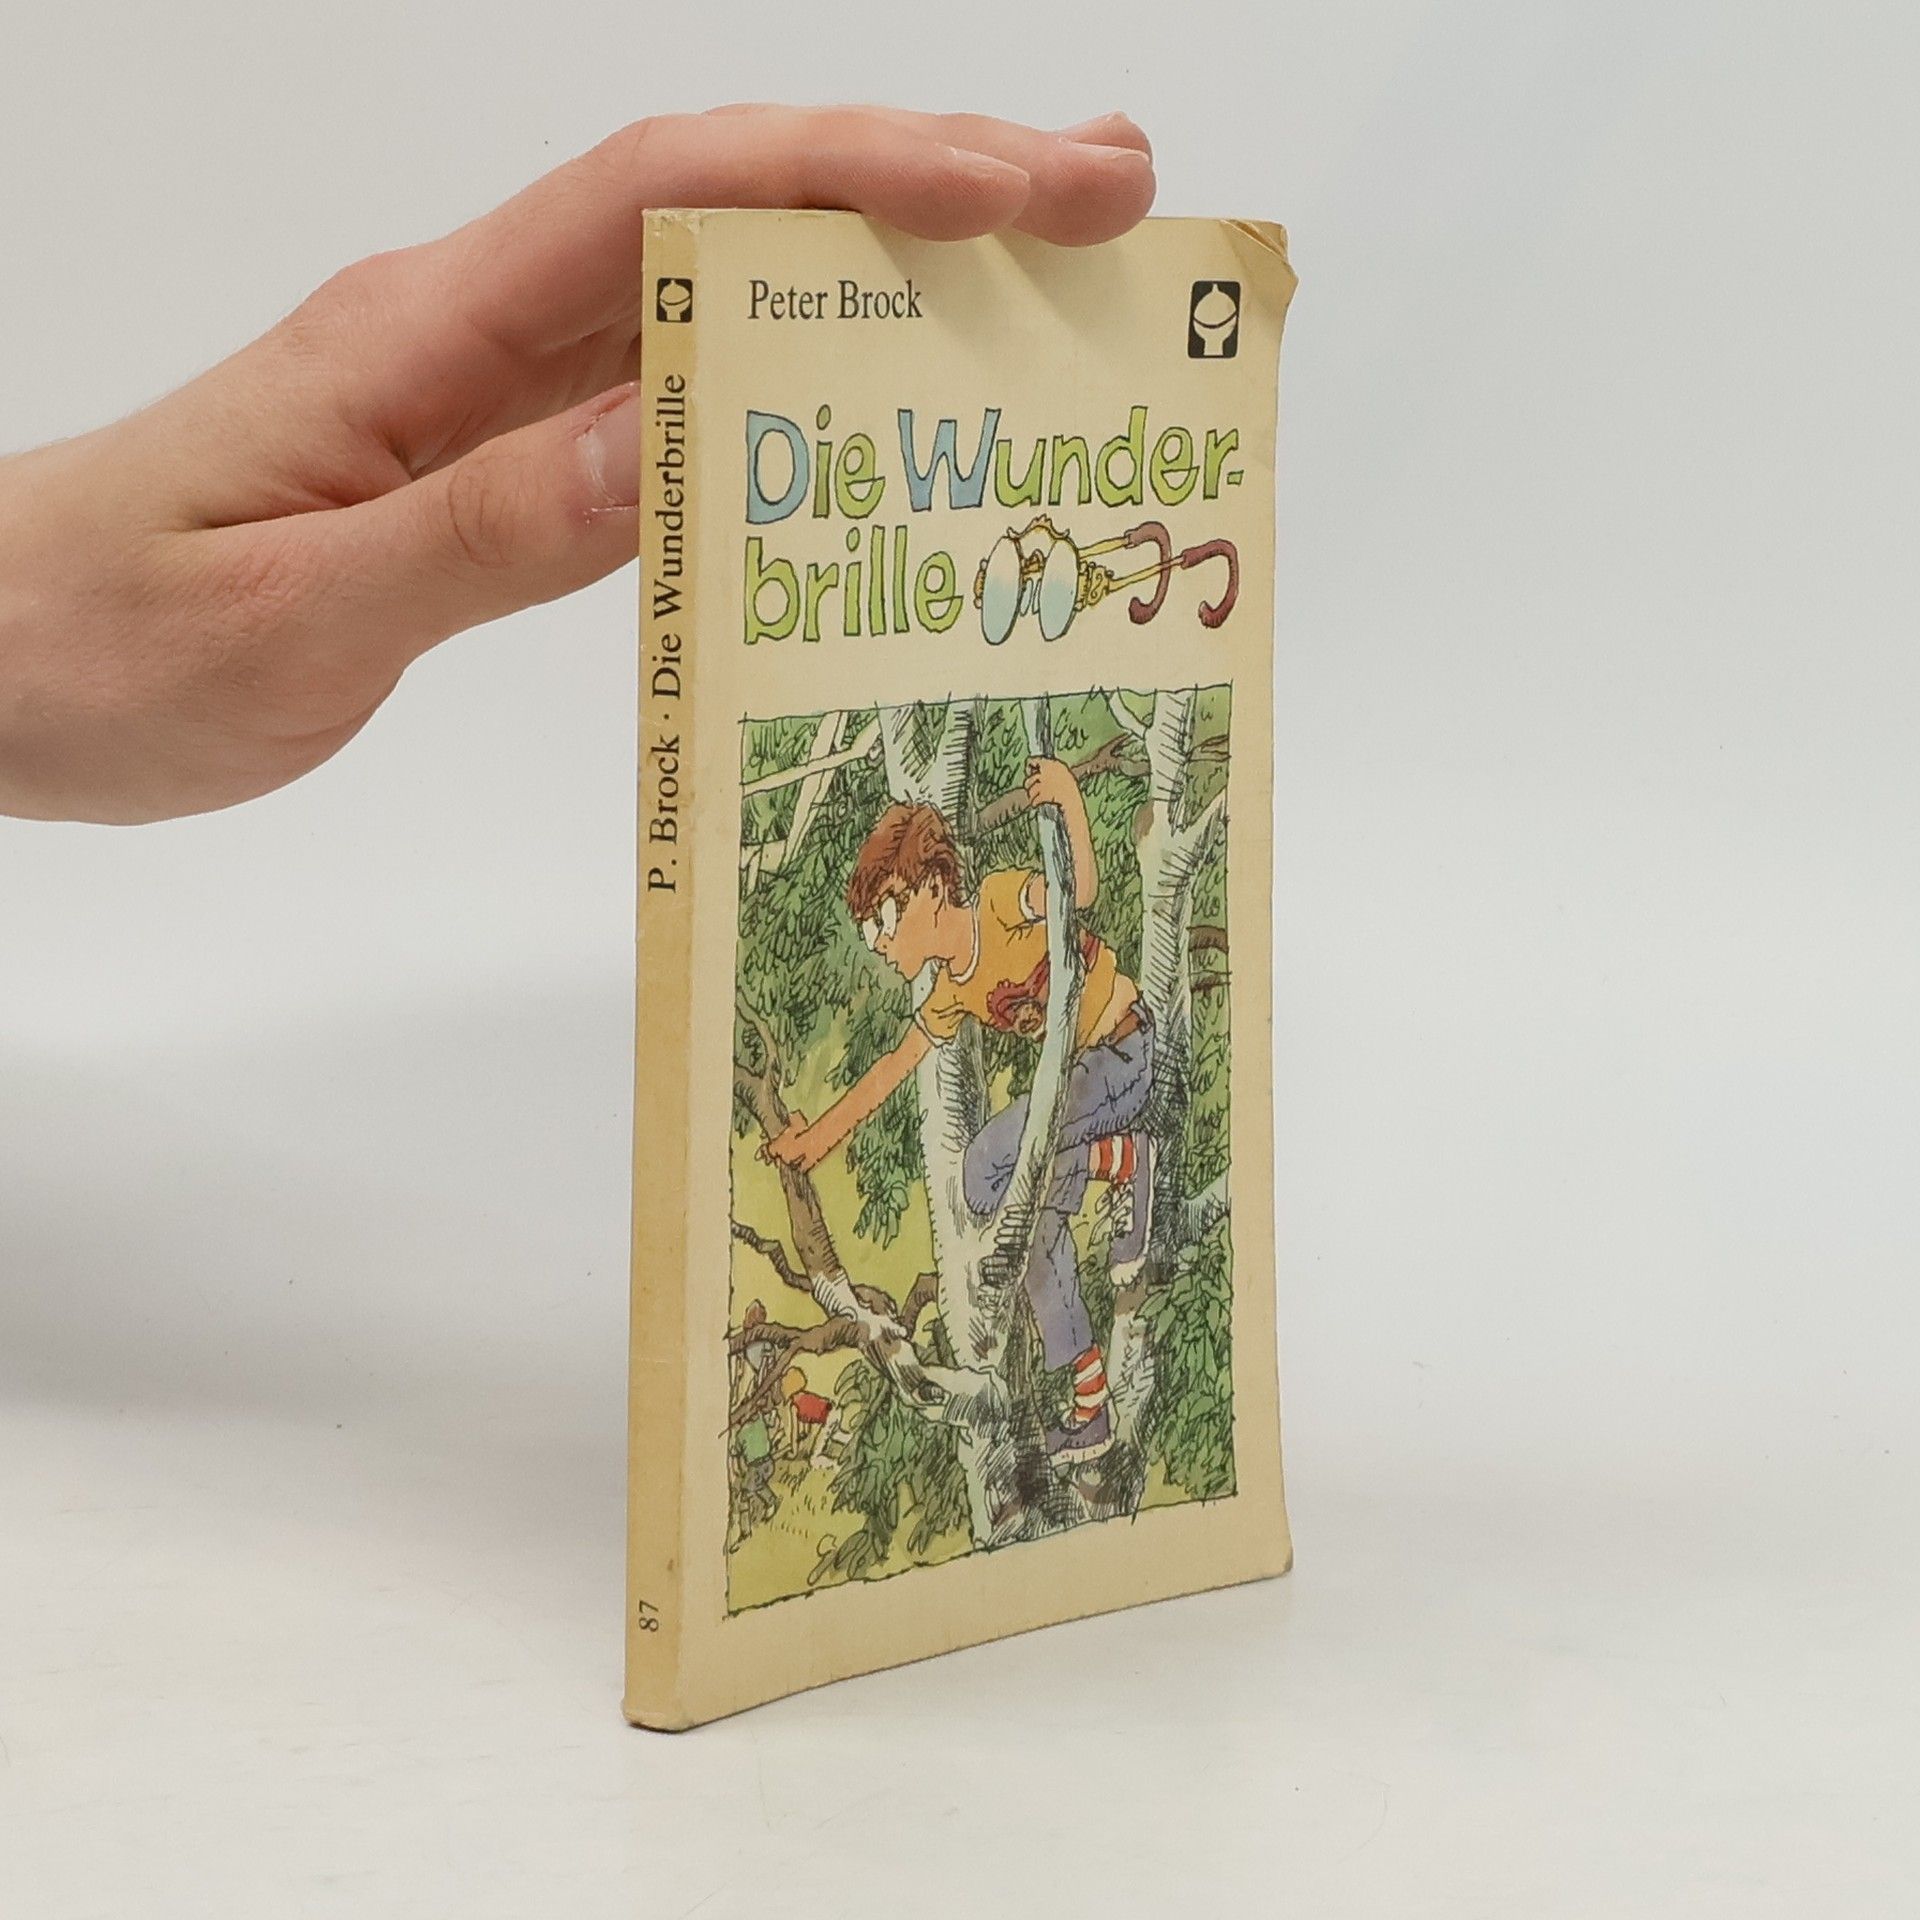 Peter Brock
Die Wunder-
brille
P. Brock · Die Wunderbrille
87